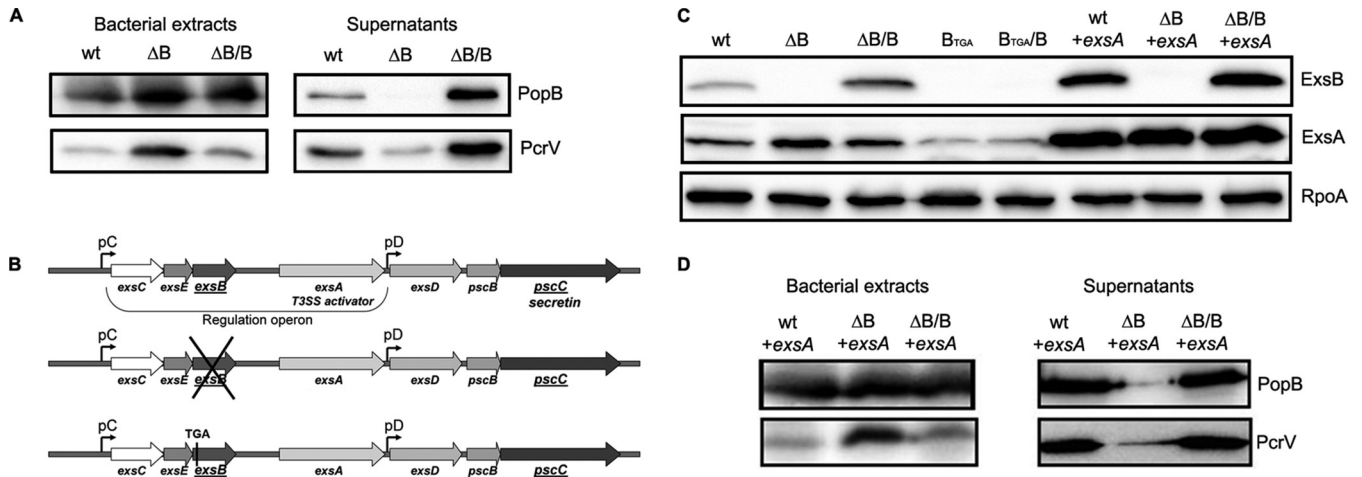 A
Bacterial extracts
Supernatants
wt ΔB ΔB/B
wt ΔB ΔB/B
PopB
PcrV
B
pC pD
exsC exsE exsB exsA exsD pscB pscC
T3SS activator
secretin
Regulation operon
pC pD
exsC exsE exsB exsA exsD pscB pscC
pC TGA pD
exsC exsE exsB exsA exsD pscB pscC
C
wt ΔB ΔB/B BTGA BTGA/B wt ΔB ΔB/B
+exsA +exsA +exsA
ExsB
ExsA
RpoA
D
Bacterial extracts
Supernatants
wt ΔB ΔB/B
+exsA +exsA +exsA
wt ΔB ΔB/B
+exsA +exsA +exsA
PopB
PcrV